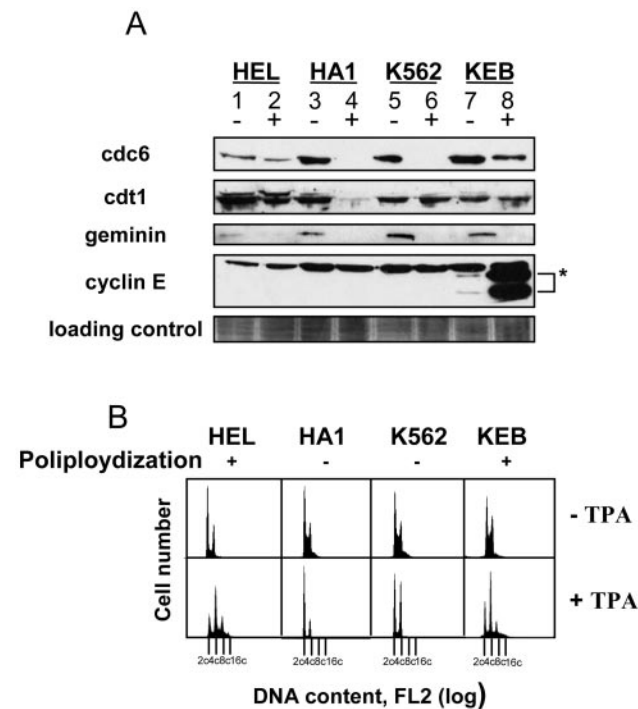 A
HEL HA1 K562 KEB
1 2 3 4 5 6 7 8
- + - + - + - +
cdc6
cdt1
geminin
cyclin E *
loading control
B
HEL HA1 K562 KEB
Poliploydization + - - +
Cell number
- TPA
+ TPA
2c4c8c16c 2c4c8c16c 2c4c8c16c 2c4c8c16c
DNA content, FL2 (log)